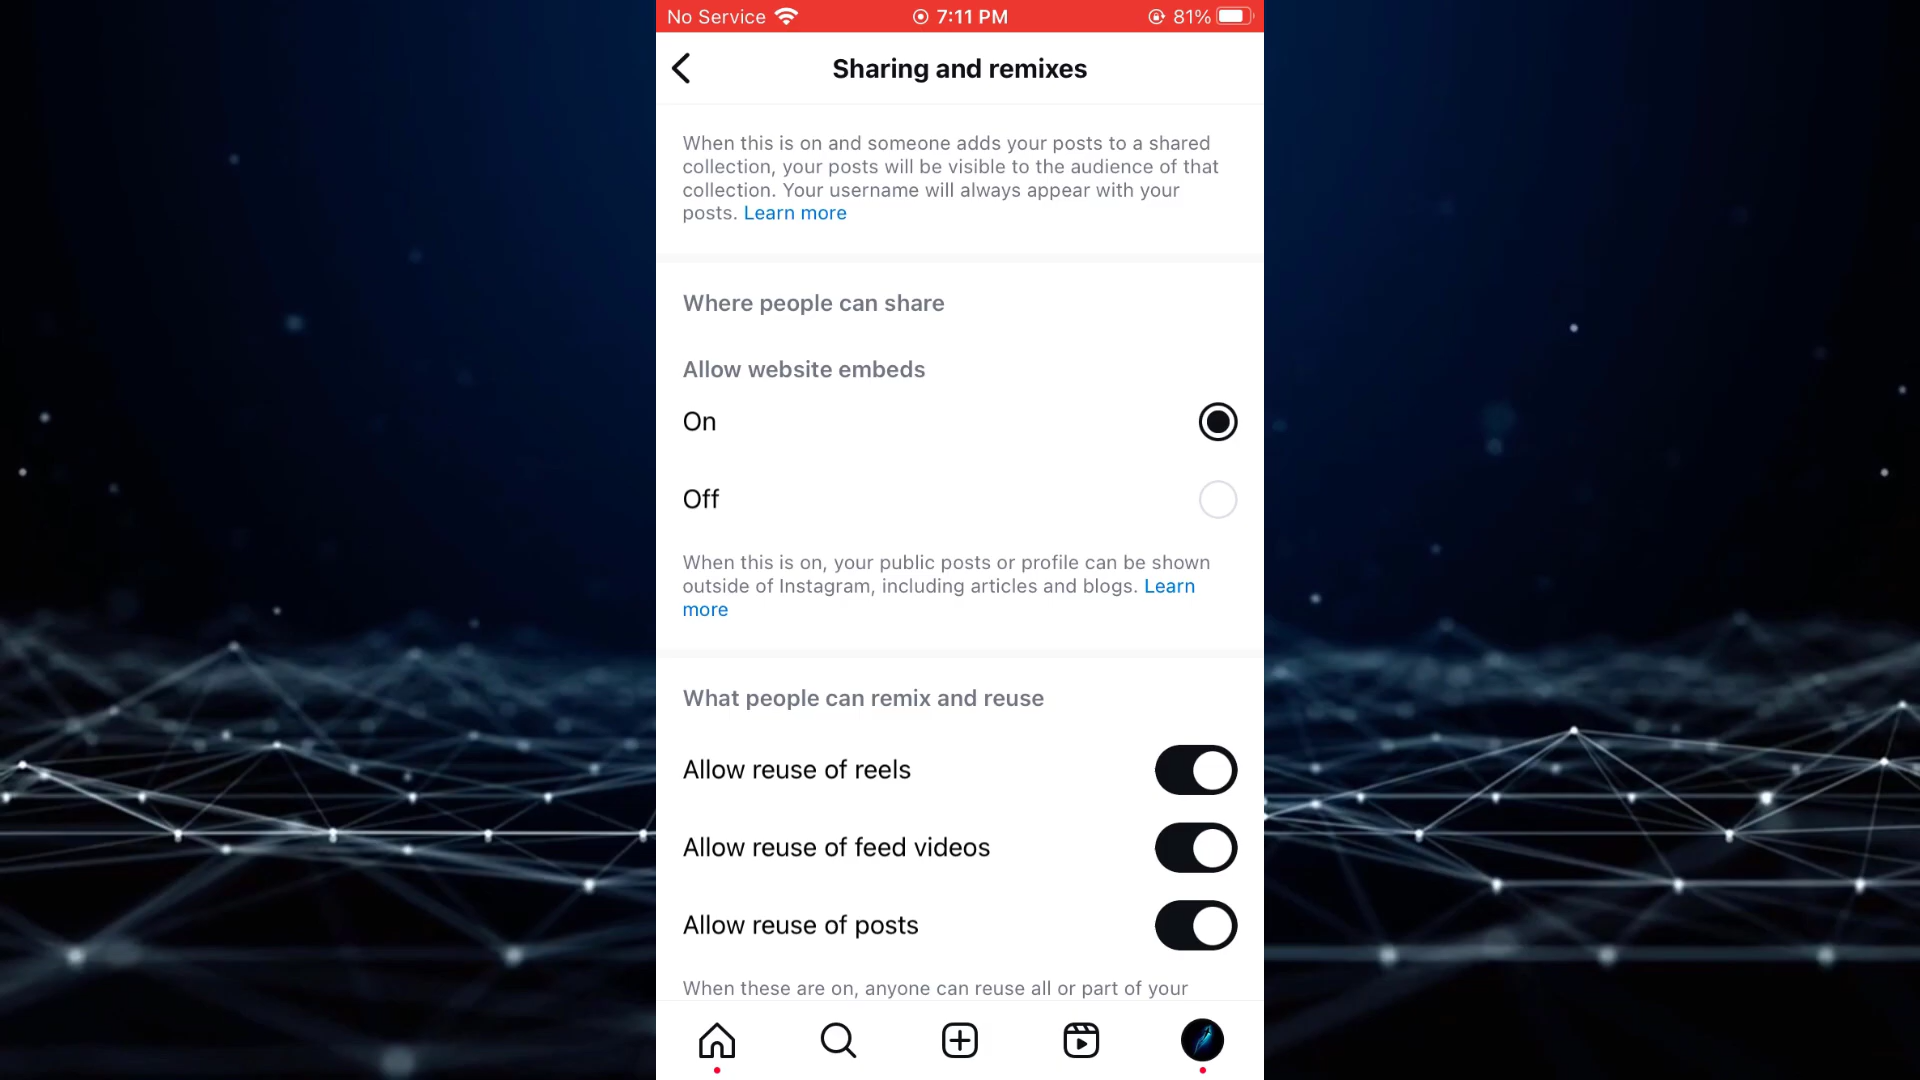 No Service 7:11 PM 81%
Sharing and remixes
When this is on and someone adds your posts to a shared
collection, your posts will be visible to the audience of that
collection. Your username will always appear with your
posts. Learn more
Where people can share
Allow website embeds
On
Off
When this is on, your public posts or profile can be shown
outside of Instagram, including articles and blogs. Learn
more
What people can remix and reuse
Allow reuse of reels
Allow reuse of feed videos
Allow reuse of posts
When these are on, anyone can reuse all or part of your